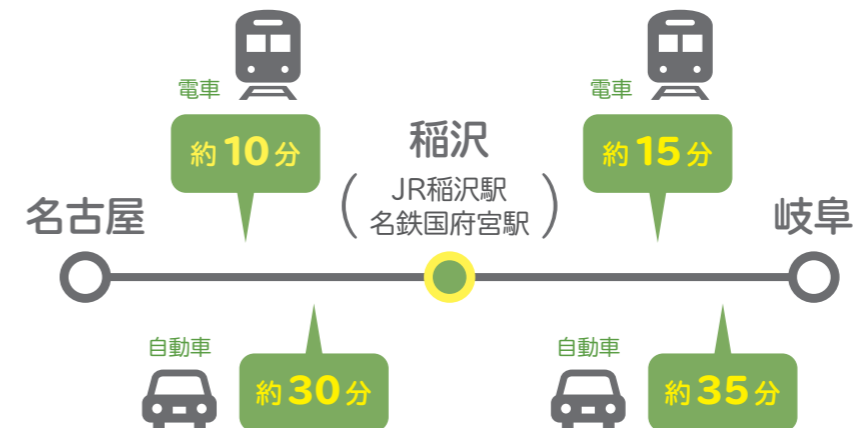 電車
約10分
電車
約15分
稲沢
(JR稲沢駅
名鉄国府宮駅)
名古屋
岐阜
自動車
約30分
自動車
約35分